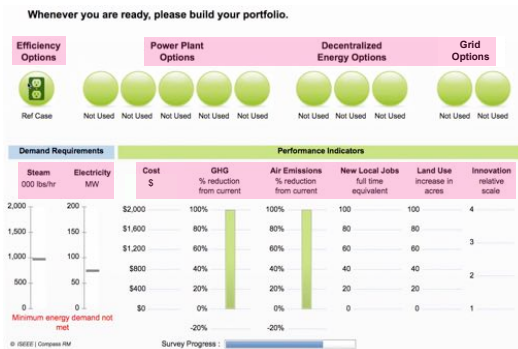 Whenever you are ready, please build your portfolio.
Efficiency Options
Power Plant Options
Decentralized Energy Options
Grid Options
Ref Case
Not Used Not Used Not Used Not Used Not Used
Not Used Not Used Not Used
Not Used Not Used
Demand Requirements
Performance Indicators
Steam
000 lbs/hr
Electricity
MW
Cost
$
GHG
% reduction
from current
Air Emissions
% reduction
from current
New Local Jobs
full time
equivalent
Land Use
increase in
acres
Innovation
relative
scale
2,000 200 $2,000 100% 100% 100 100 4
1,500 150 $1,600 80% 80% 80 80
$1,200 60% 60% 60 60 3
1,000 100
$800 40% 40% 40 40 2
500 50 $400 20% 20% 20 20
0 0 $0 0% 0% 0 0 1
-20% -20%
Minimum energy demand not
met
© ISEEE | Compass RM
Survey Progress :